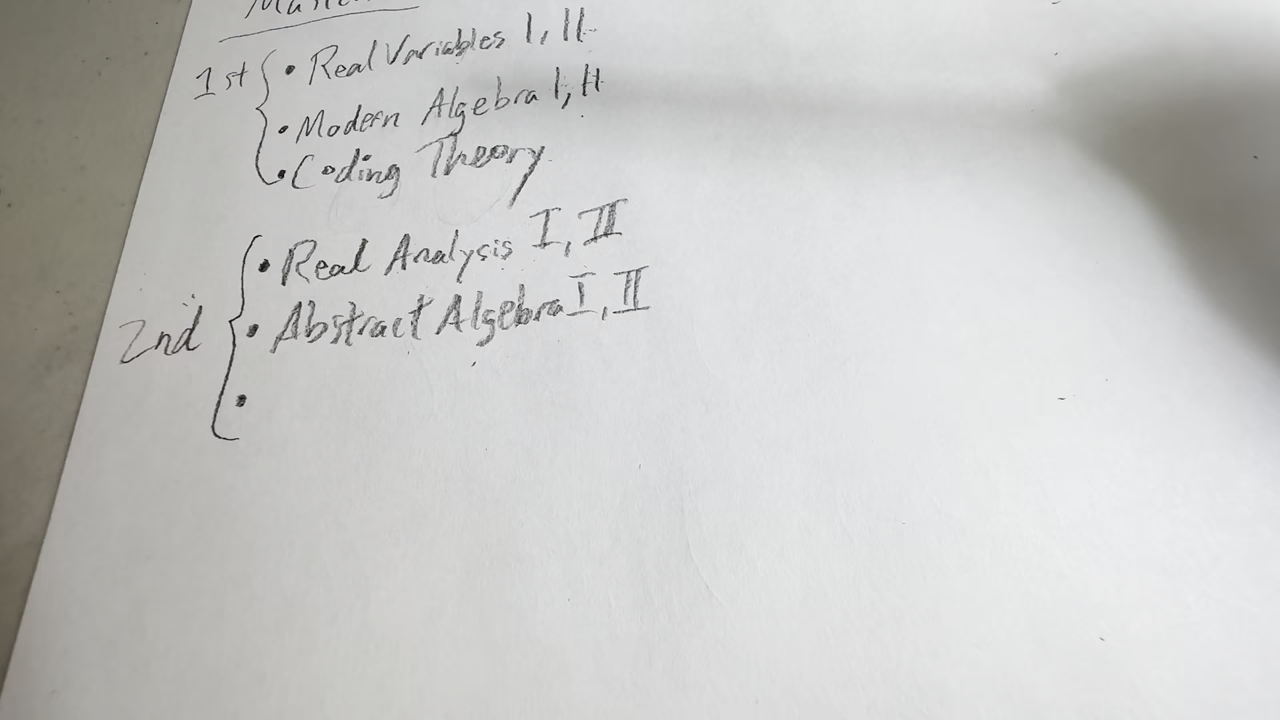 1st
• Real Variables I, II
• Modern Algebra I, II
• Coding Theory
2nd
• Real Analysis I, II
• Abstract Algebra I, II
•